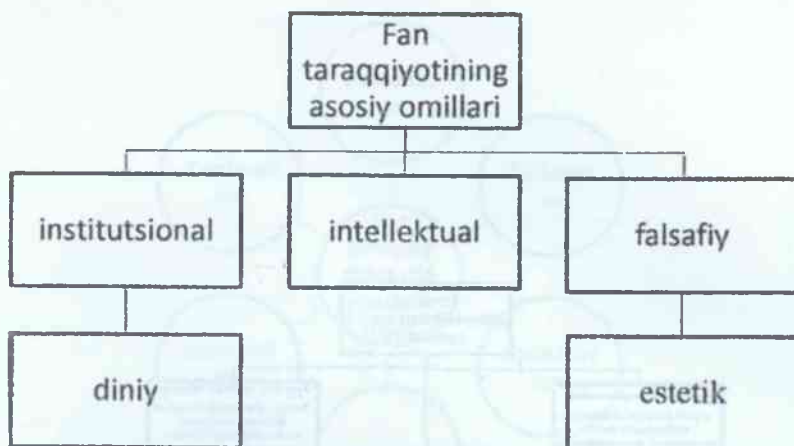 Fan
taraqqiyotining
asosiy omillari
institutsional
intellektual
falsafiy
diniy
estetik